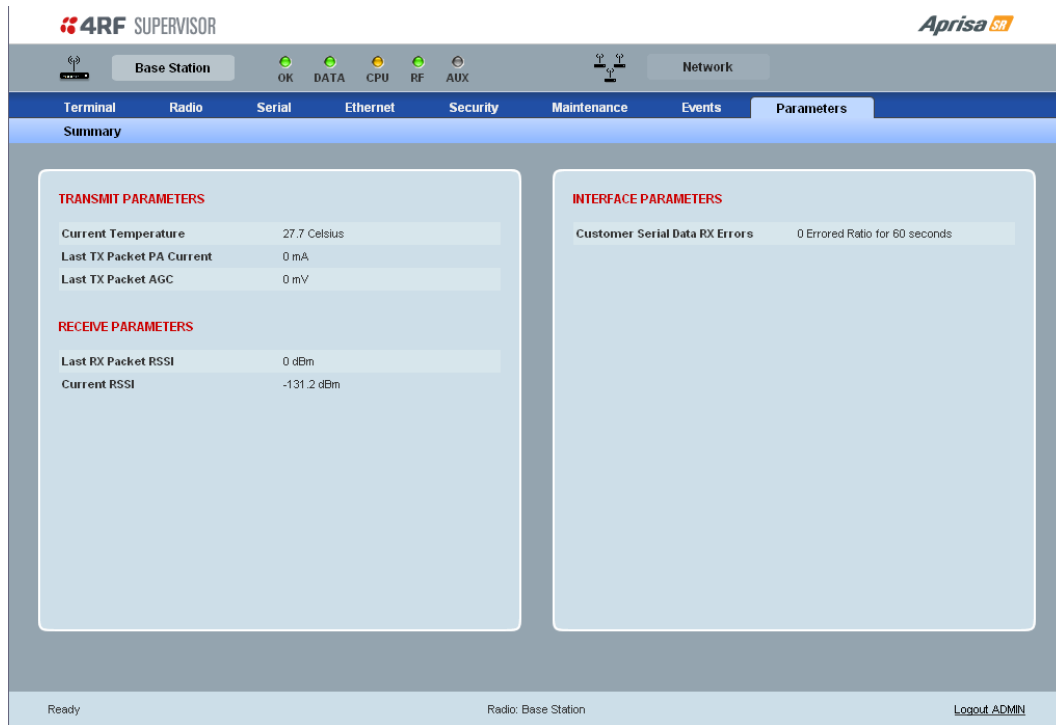 4RF SUPERVISOR
Aprisa SR
Base Station
OK DATA CPU RF AUX
Network
Terminal Radio Serial Ethernet Security Maintenance Events Parameters
Summary
TRANSMIT PARAMETERS
Current Temperature 27.7 Celsius
Last TX Packet PA Current 0 mA
Last TX Packet AGC 0 mV
RECEIVE PARAMETERS
Last RX Packet RSSI 0 dBm
Current RSSI -131.2 dBm
INTERFACE PARAMETERS
Customer Serial Data RX Errors 0 Errored Ratio for 60 seconds
Ready Radio: Base Station Logout ADMIN